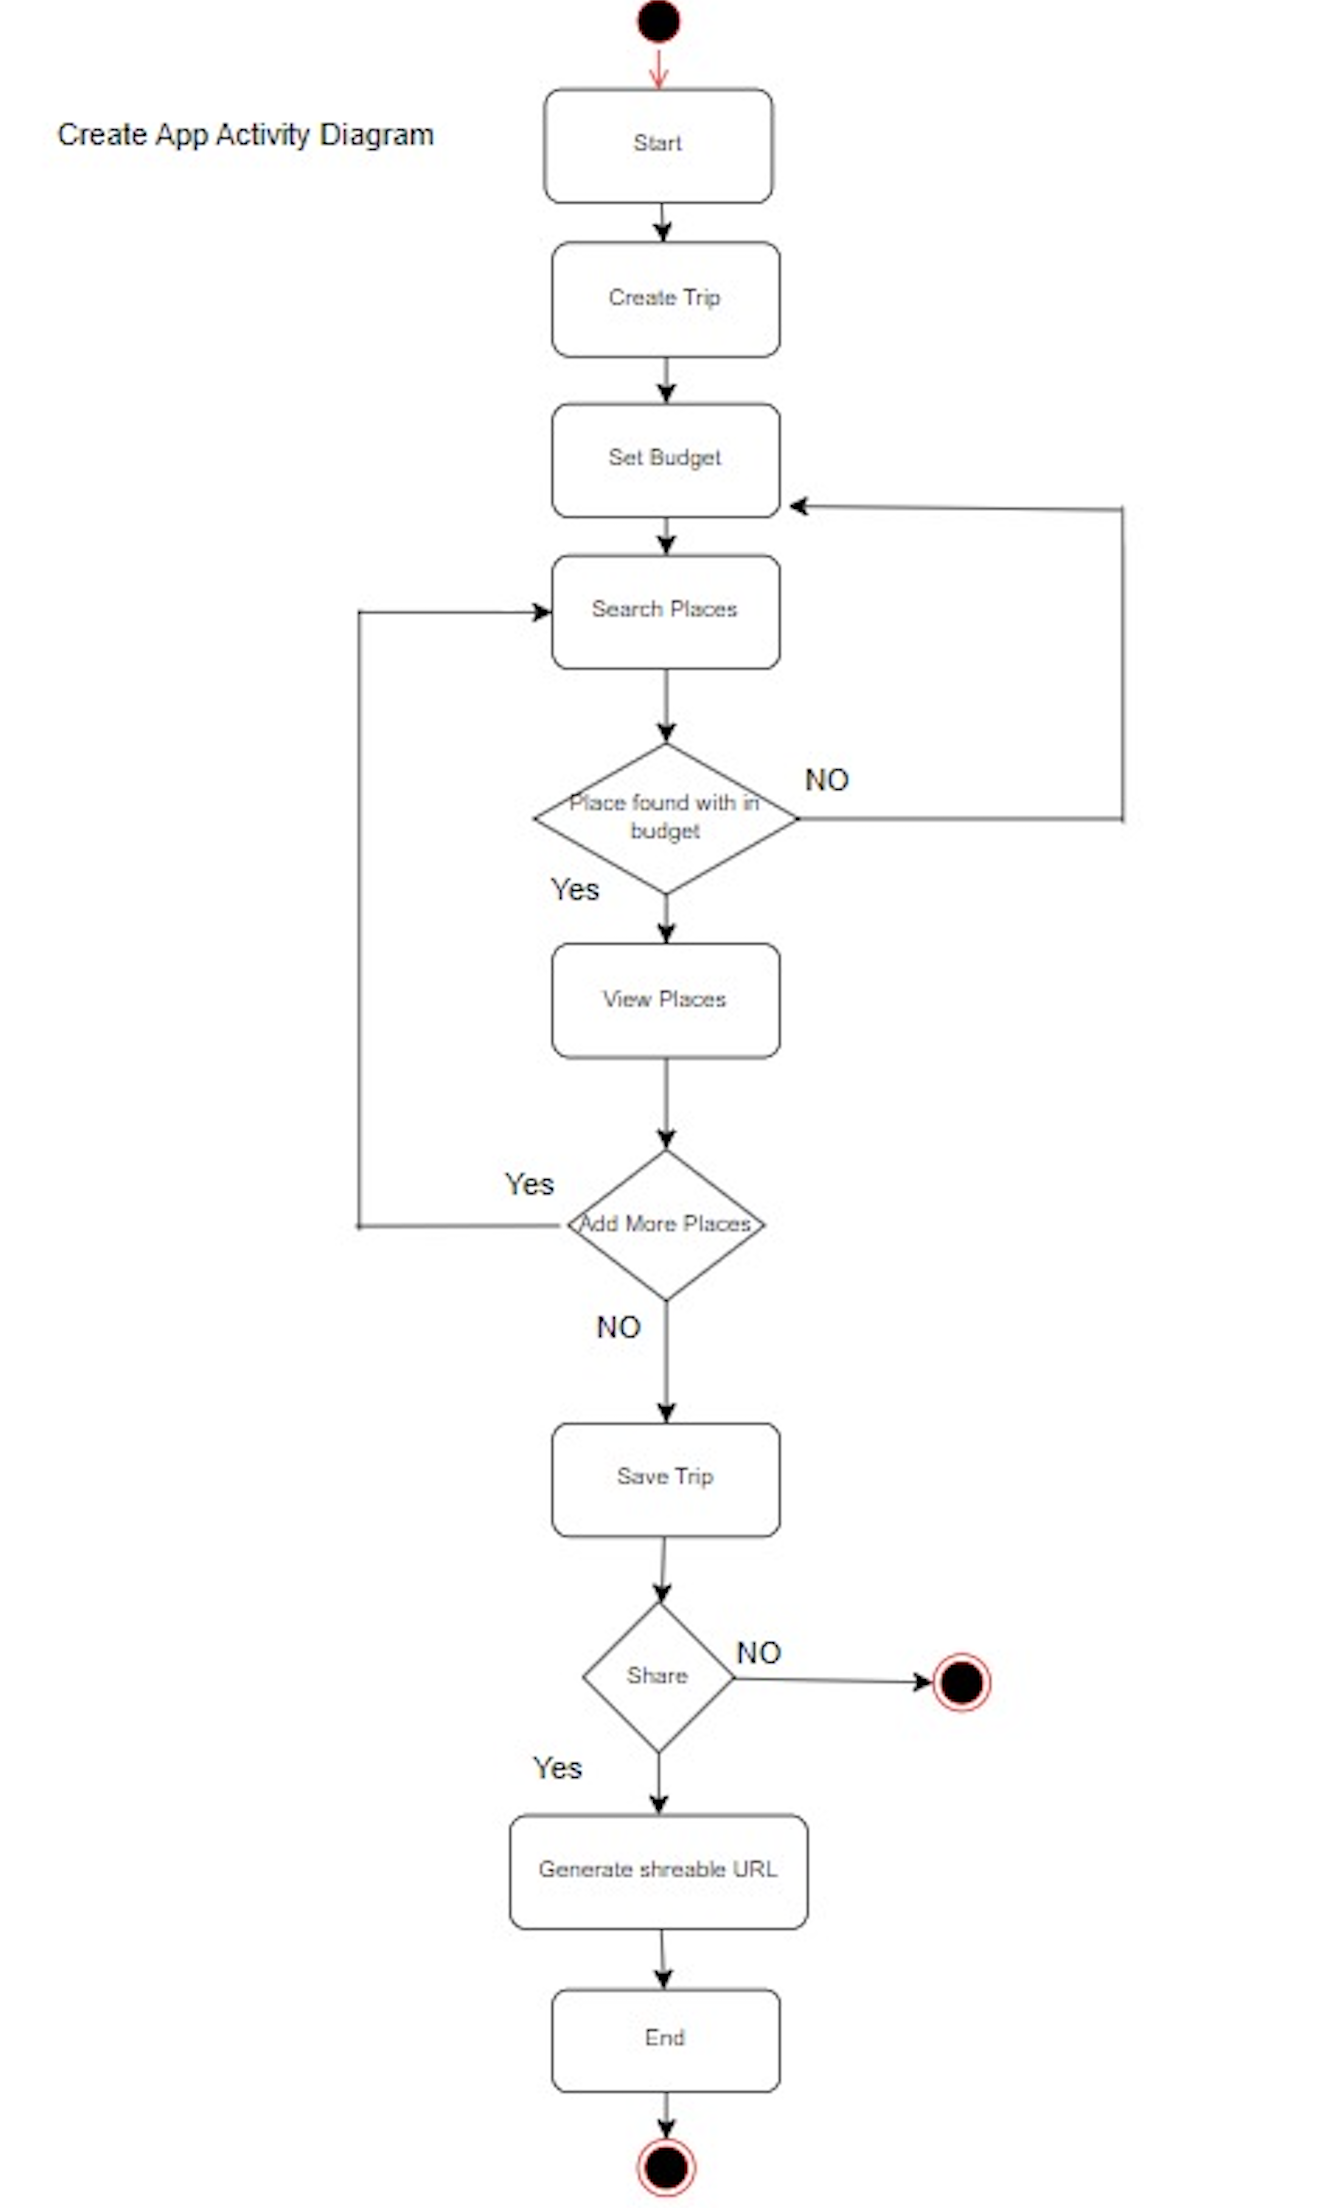 Create App Activity Diagram
Start
Create Trip
Set Budget
Search Places
Place found with in
budget
NO
Yes
View Places
Yes
Add More Places
NO
Save Trip
Share
NO
Yes
Generate shreable URL
End